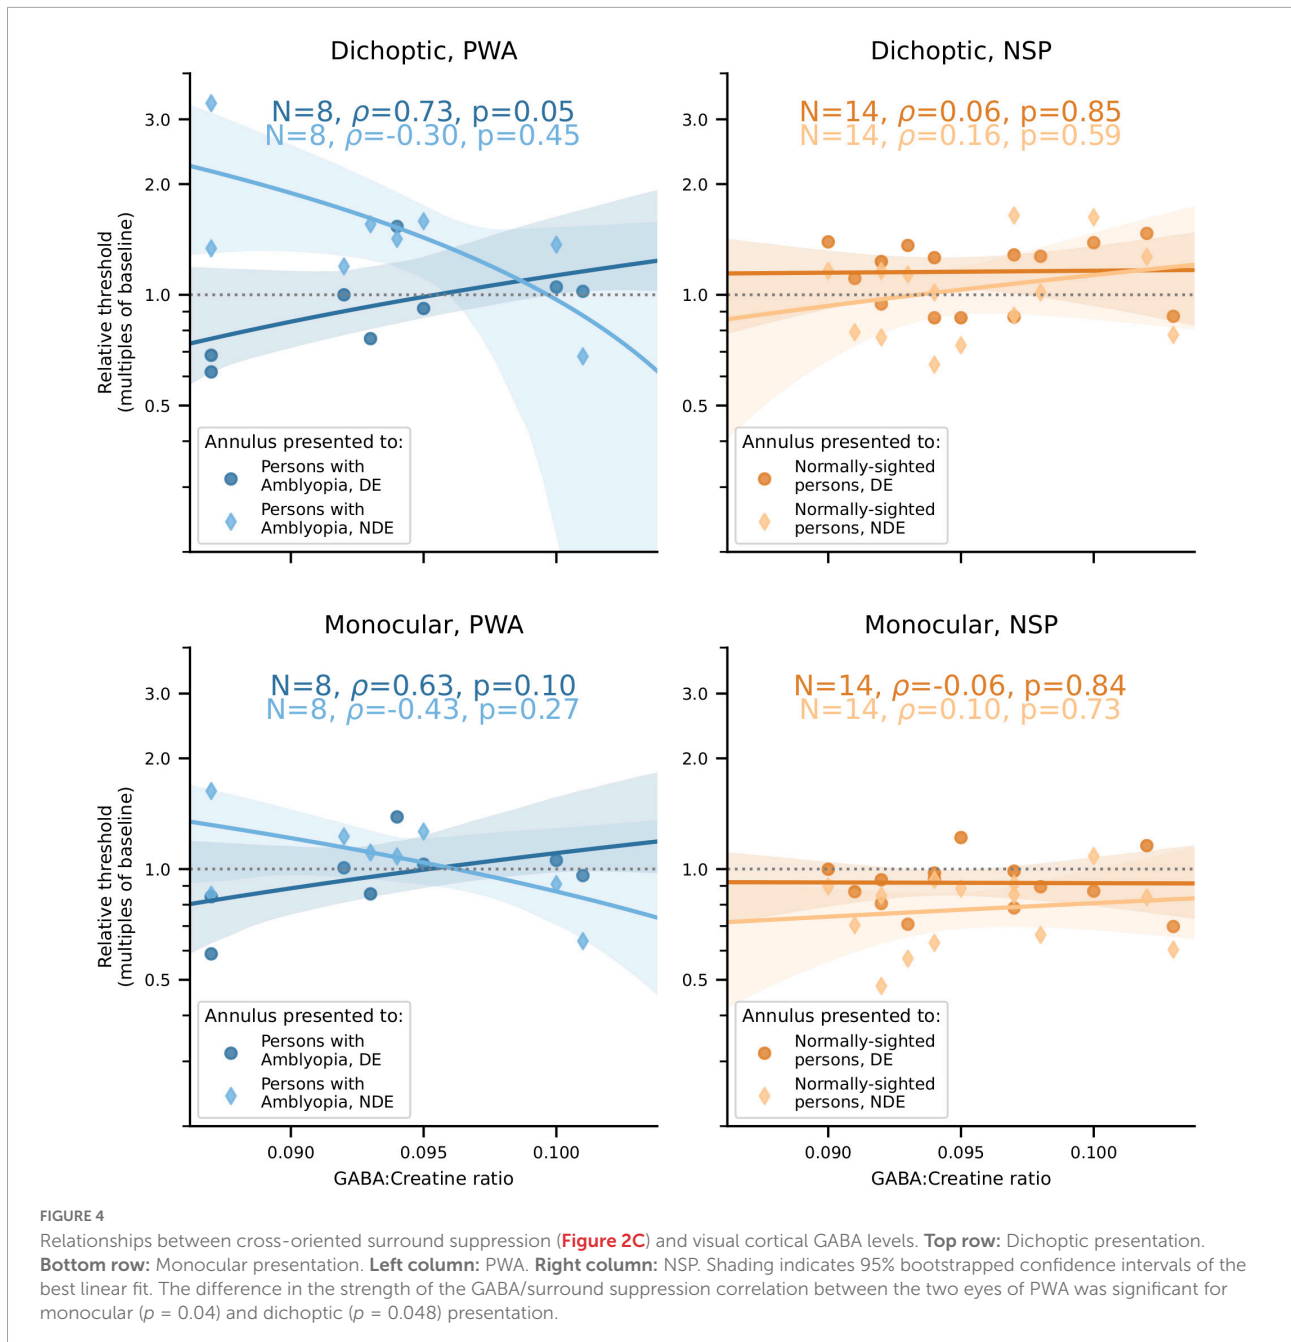 Dichoptic, PWA
N=8, ρ=0.73, p=0.05
N=8, ρ=-0.30, p=0.45
3.0
2.0
1.0
0.5
Relative threshold
(multiples of baseline)
Annulus presented to:
Persons with
Amblyopia, DE
Persons with
Amblyopia, NDE
Dichoptic, NSP
N=14, ρ=0.06, p=0.85
N=14, ρ=0.16, p=0.59
3.0
2.0
1.0
0.5
Annulus presented to:
Normally-sighted
persons, DE
Normally-sighted
persons, NDE
Monocular, PWA
N=8, ρ=0.63, p=0.10
N=8, ρ=-0.43, p=0.27
3.0
2.0
1.0
0.5
Relative threshold
(multiples of baseline)
Annulus presented to:
Persons with
Amblyopia, DE
Persons with
Amblyopia, NDE
0.090 0.095 0.100
GABA:Creatine ratio
Monocular, NSP
N=14, ρ=-0.06, p=0.84
N=14, ρ=0.10, p=0.73
3.0
2.0
1.0
0.5
Annulus presented to:
Normally-sighted
persons, DE
Normally-sighted
persons, NDE
0.090 0.095 0.100
GABA:Creatine ratio
FIGURE 4
Relationships between cross-oriented surround suppression (Figure 2C) and visual cortical GABA levels. Top row: Dichoptic presentation.
Bottom row: Monocular presentation. Left column: PWA. Right column: NSP. Shading indicates 95% bootstrapped confidence intervals of the
best linear fit. The difference in the strength of the GABA/surround suppression correlation between the two eyes of PWA was significant for
monocular (p = 0.04) and dichoptic (p = 0.048) presentation.